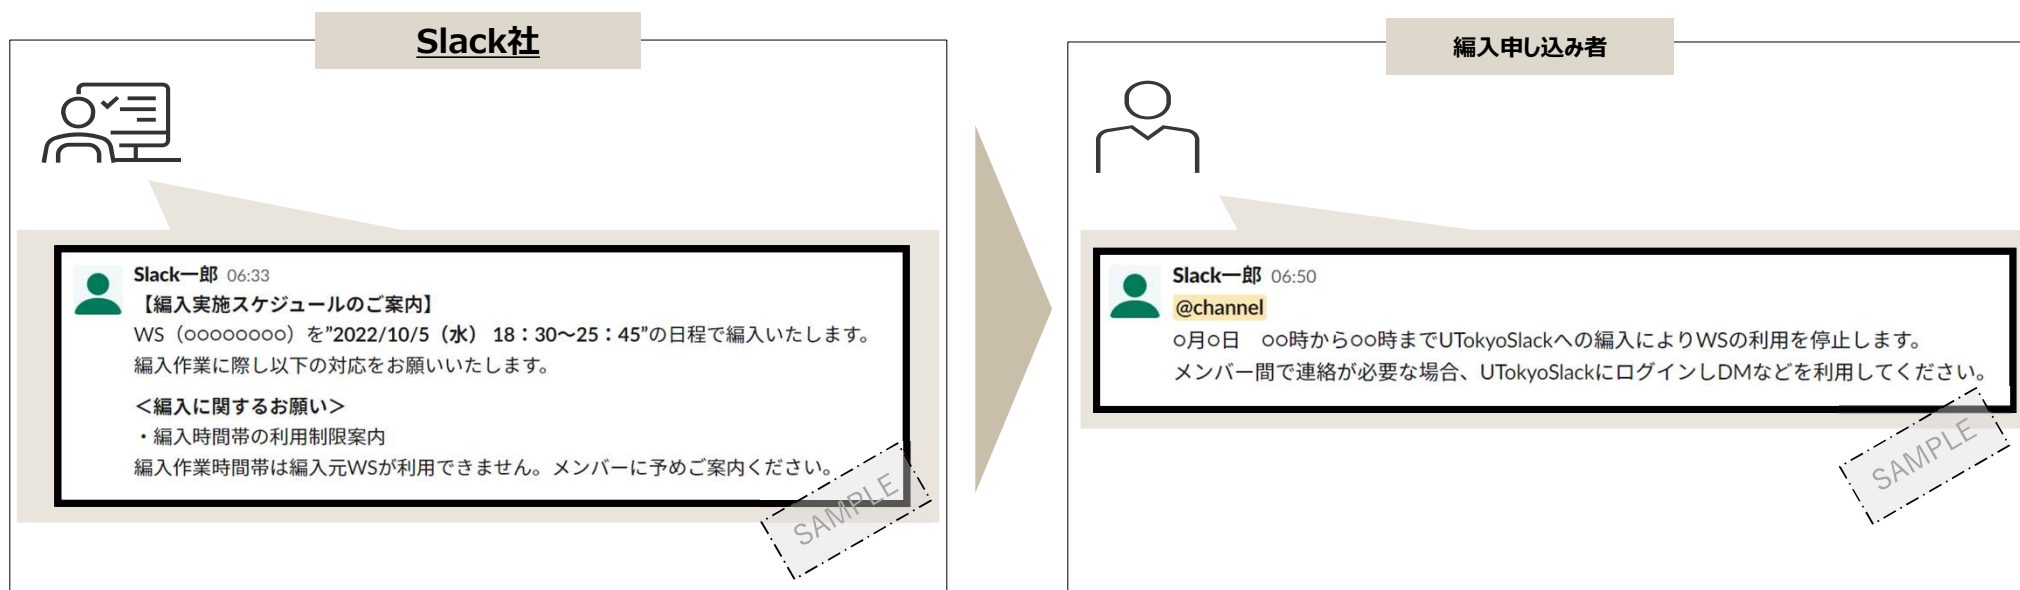 Slack社
Slack一郎 06:33
【編入実施スケジュールのご案内】
WS（○○○○○○○○）を”2022/10/5（水） 18：30～25：45”の日程で編入いたします。
編入作業に際し以下の対応をお願いいたします。
＜編入に関するお願い＞
・編入時間帯の利用制限案内
編入作業時間帯は編入元WSが利用できません。メンバーに予めご案内ください。
SAMPLE
編入申し込み者
Slack一郎 06:50
@channel
○月○日　○○時から○○時までUTokyoSlackへの編入によりWSの利用を停止します。
メンバー間で連絡が必要な場合、UTokyoSlackにログインしDMなどを利用してください。
SAMPLE